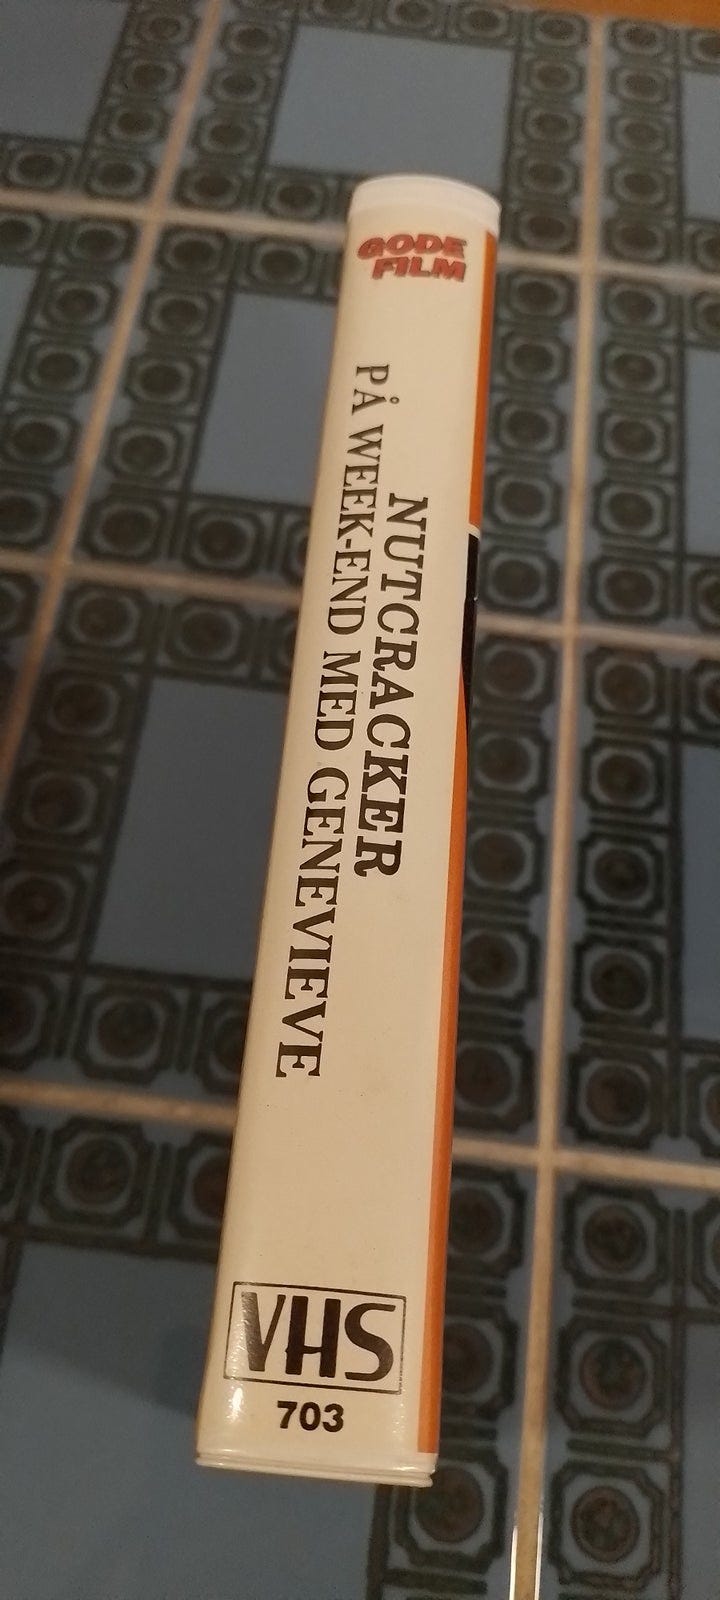 GODE
FILM
NUTCRACKER
PÅ WEEK-END MED GENEVIEVE
VHS
703